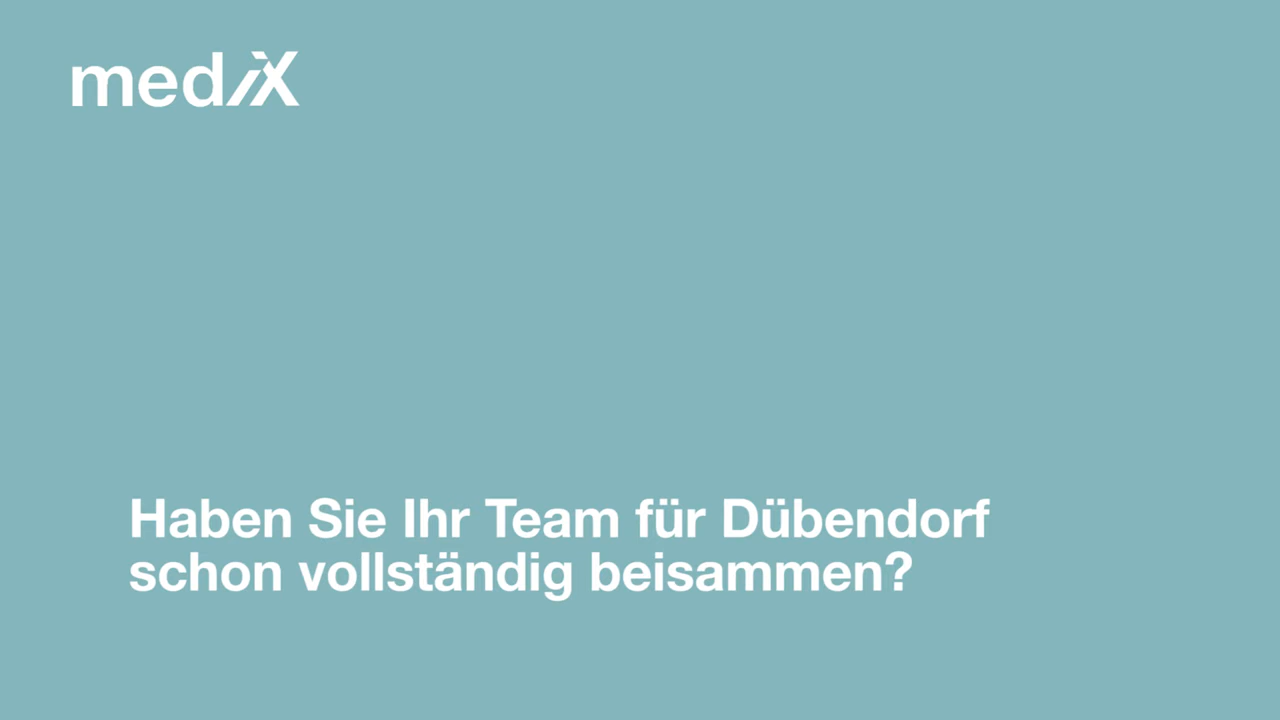 mediX
Haben Sie Ihr Team für Dübendorf
schon vollständig beisammen?